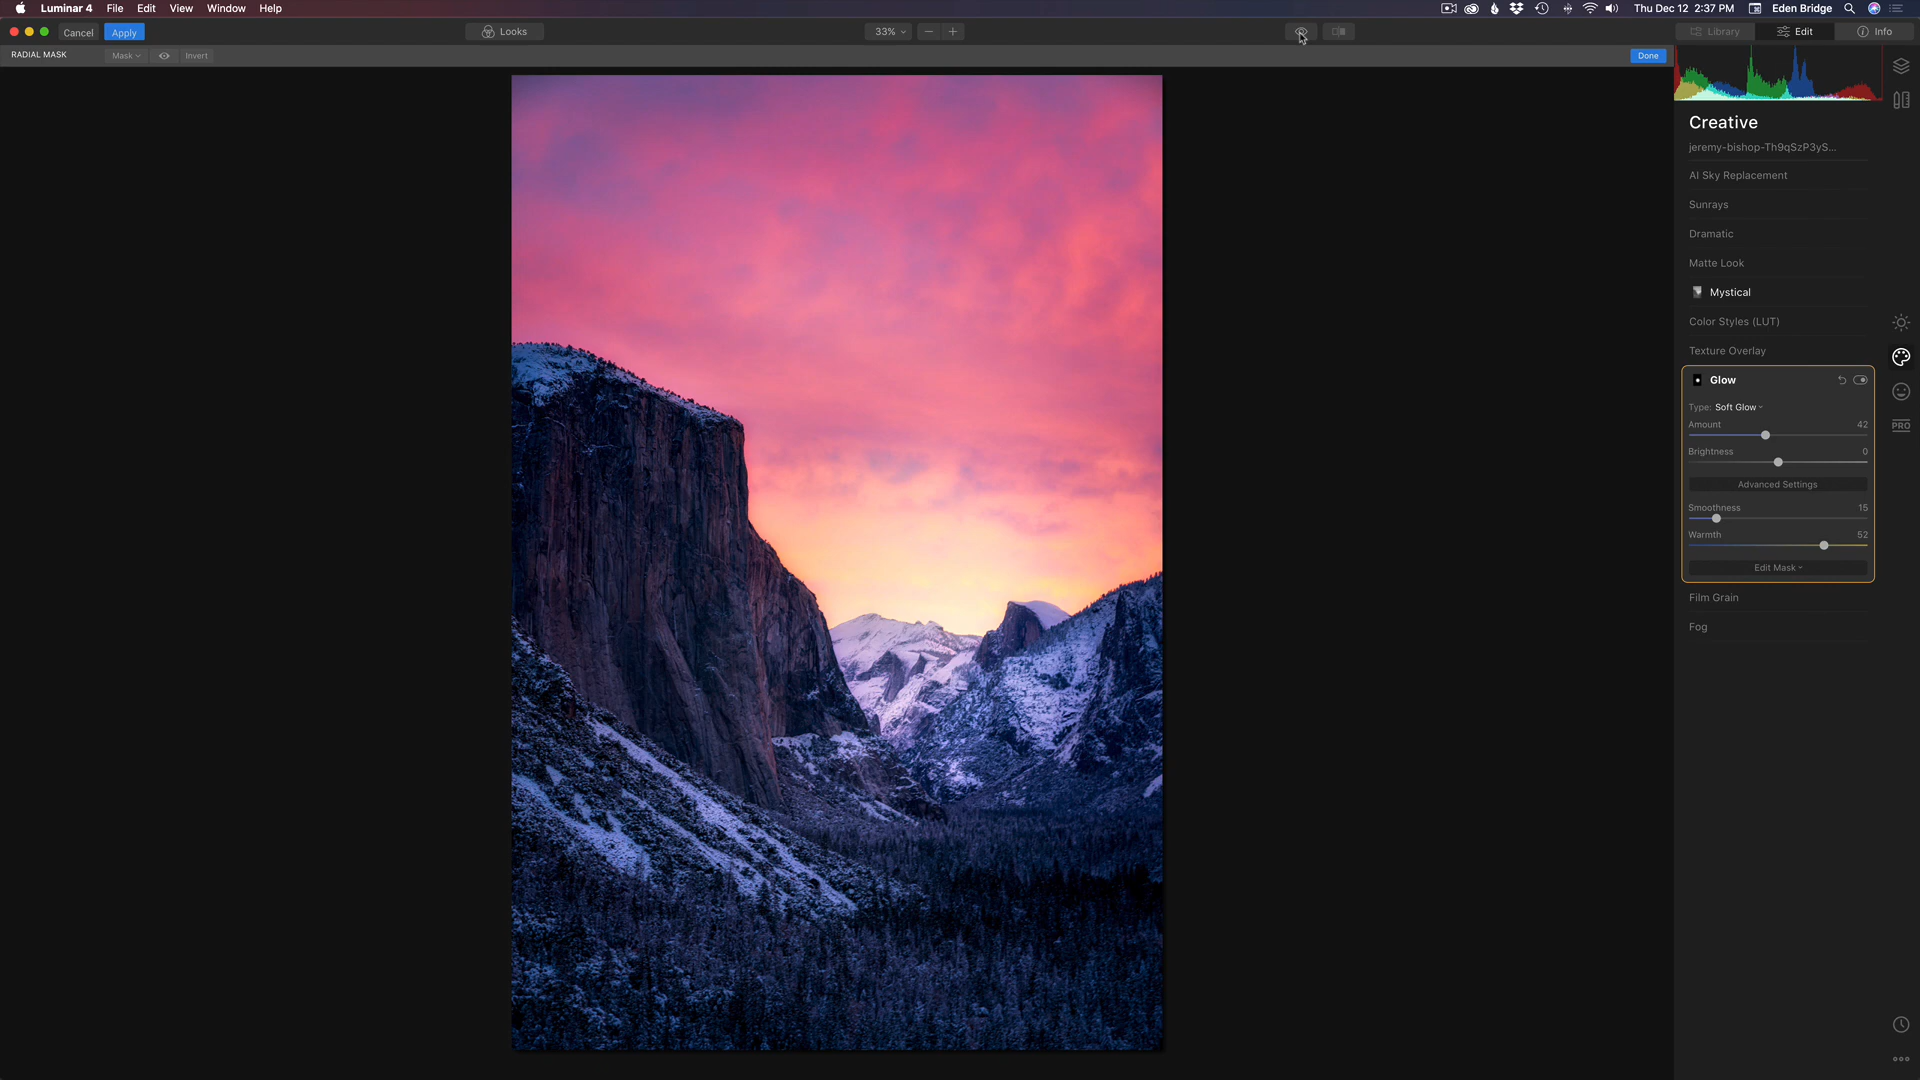 Luminar 4 File Edit View Window Help Thu Dec 12 2:37 PM Eden Bridge
Cancel Apply Looks 33% Library Edit Info
RADIAL MASK Mask Invert Done
Creative
jeremy-bishop-Th9qSzP3yS...
AI Sky Replacement
Sunrays
Dramatic
Matte Look
Mystical
Color Styles (LUT)
Texture Overlay
Glow
Type: Soft Glow
Amount 42
Brightness 0
Advanced Settings
Smoothness 15
Warmth 52
Edit Mask
Film Grain
Fog
PRO